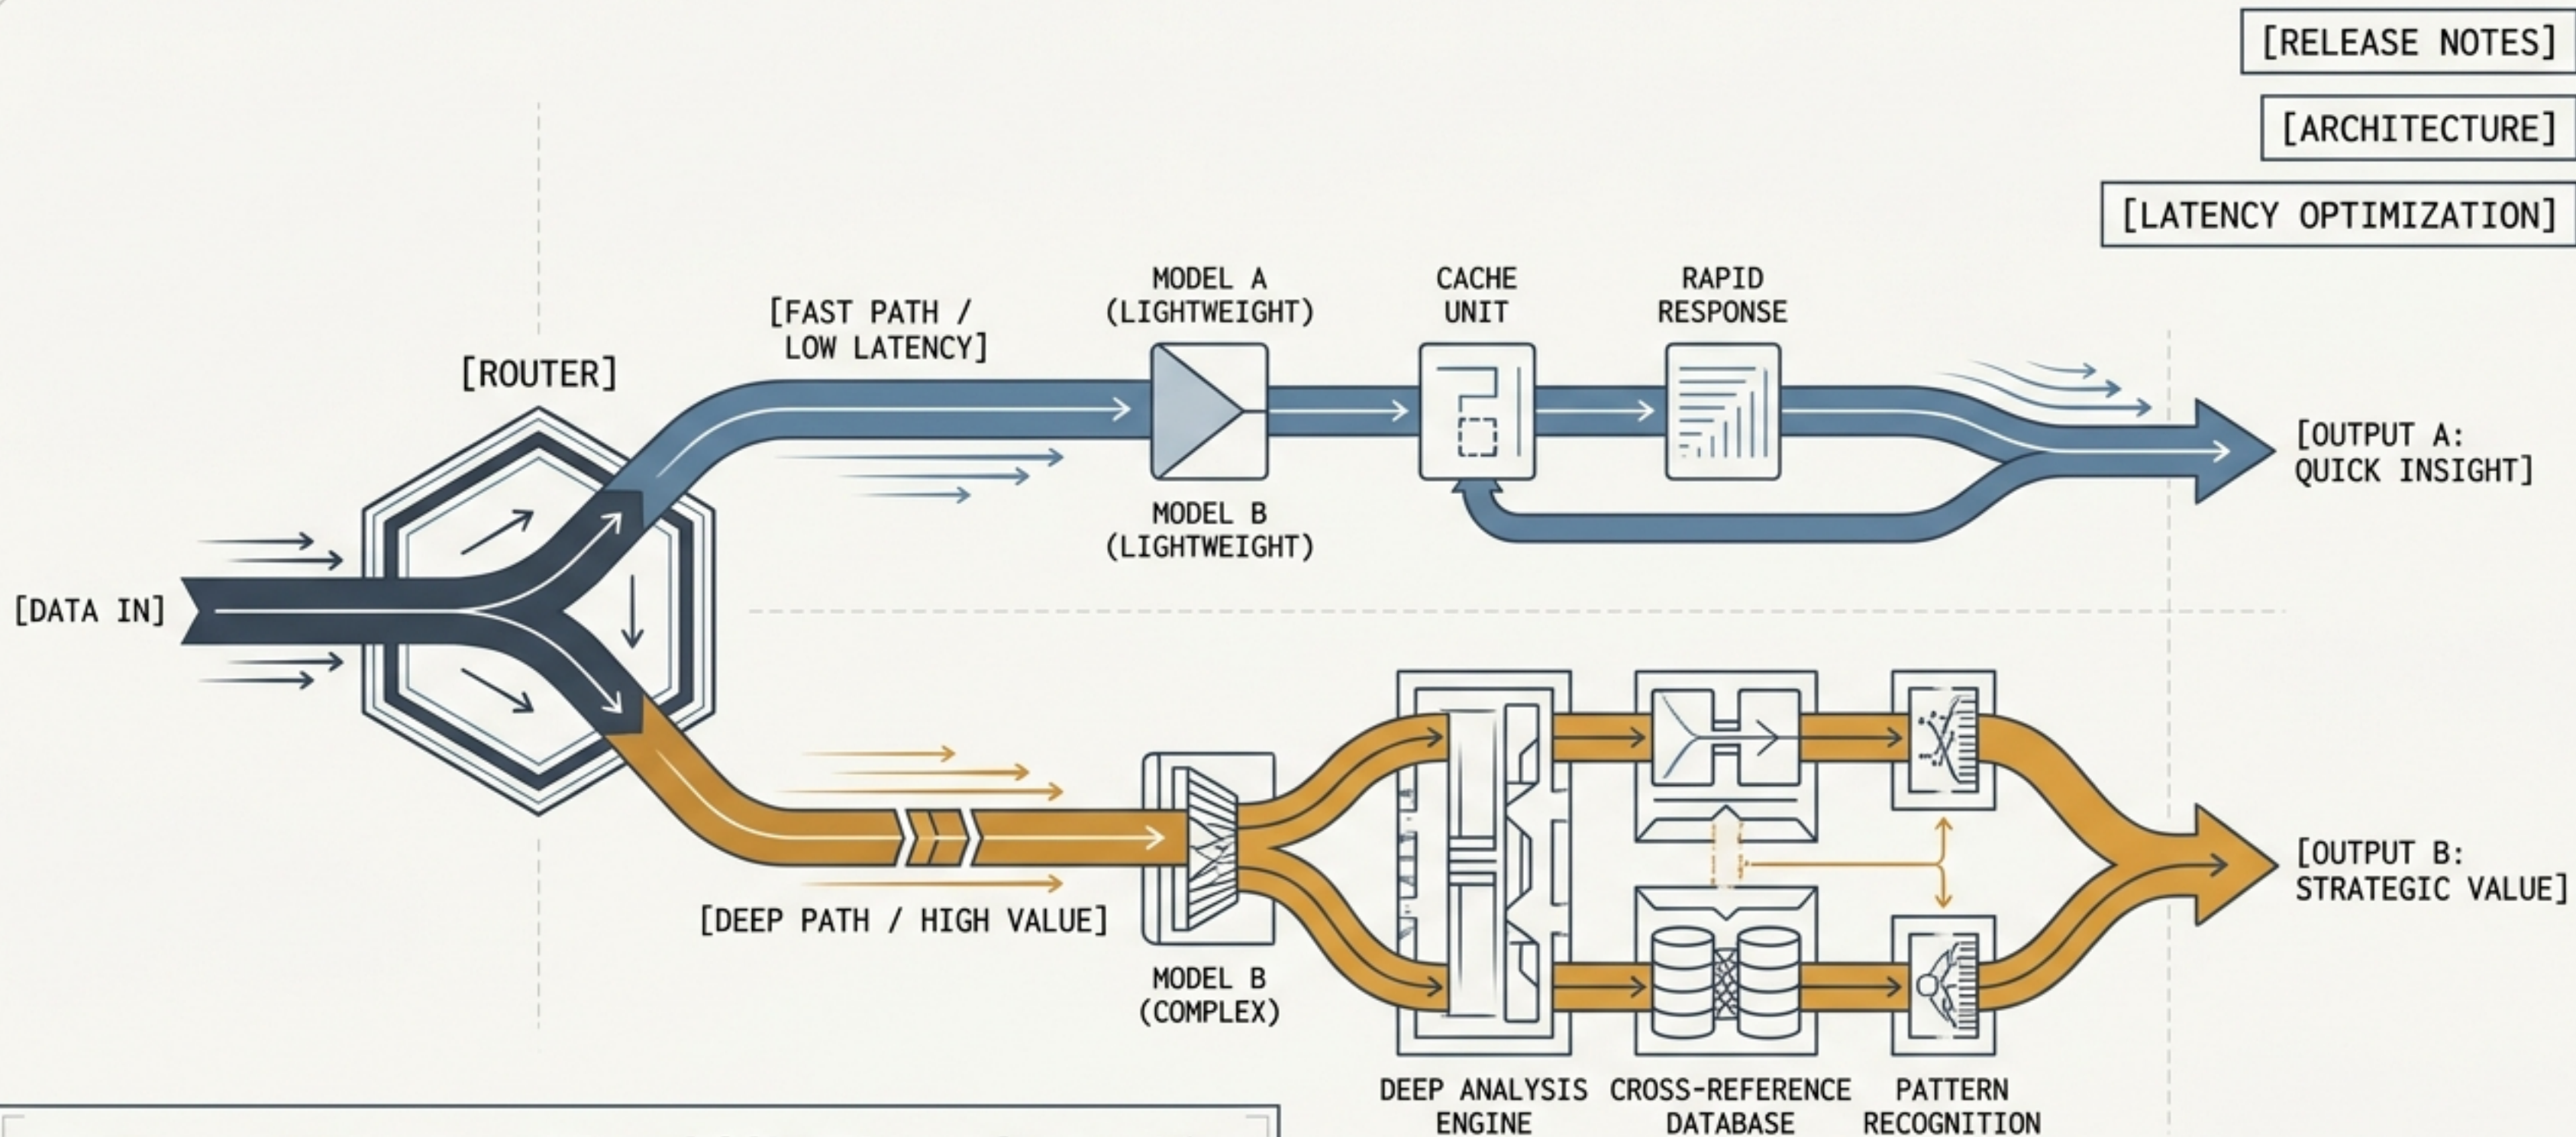 [RELEASE NOTES]
[ARCHITECTURE]
[LATENCY OPTIMIZATION]
[DATA IN]
[ROUTER]
[FAST PATH /
LOW LATENCY]
MODEL A
(LIGHTWEIGHT)
MODEL B
(LIGHTWEIGHT)
CACHE
UNIT
RAPID
RESPONSE
[OUTPUT A:
QUICK INSIGHT]
[DEEP PATH / HIGH VALUE]
MODEL B
(COMPLEX)
DEEP ANALYSIS
ENGINE
CROSS-REFERENCE
DATABASE
PATTERN
RECOGNITION
[OUTPUT B:
STRATEGIC VALUE]